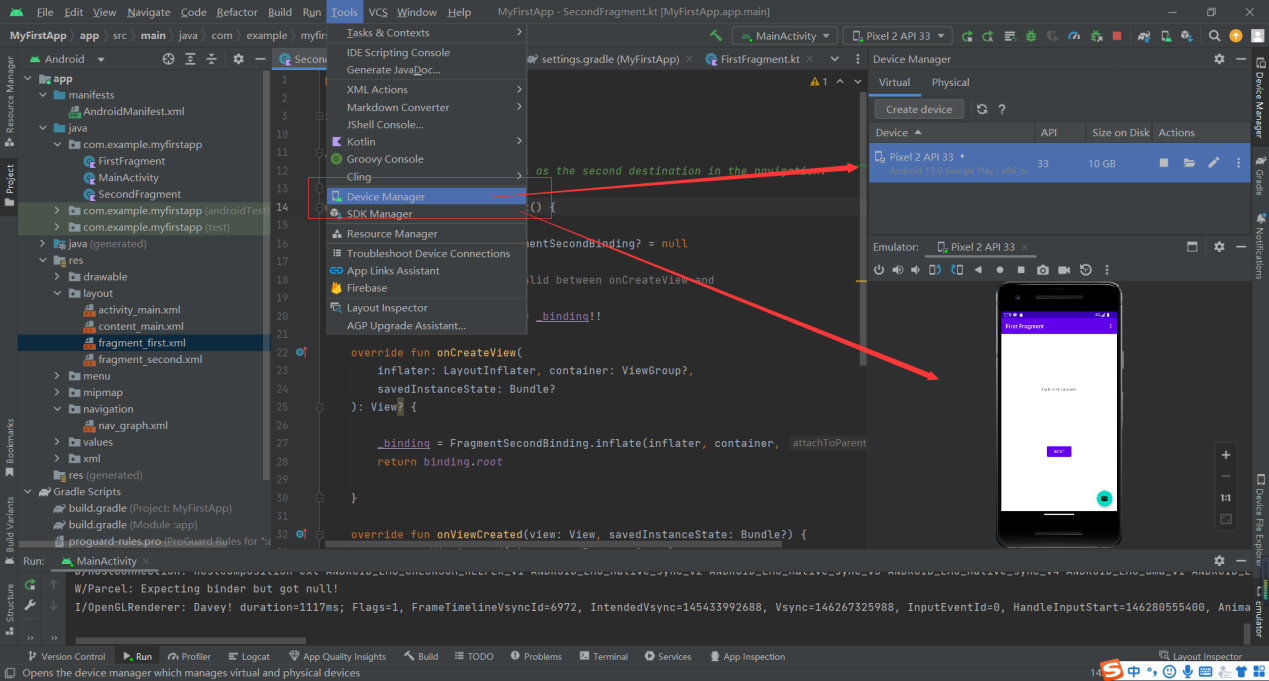 File Edit View Navigate Code Refactor Build Run Tools VCS Window Help MyFirstApp - SecondFragment.kt [MyFirstApp.app.main]
MyFirstApp app src main java com example myfirs MainActivity Pixel 2 API 33
Android
Secon
settings.gradle (MyFirstApp) FirstFragment.kt
Device Manager
Virtual Physical
Create device ?
Device API Size on Disk Actions
Pixel 2 API 33
Android 13.0 Google Play | x86_6
33 10 GB
Tasks & Contexts
IDE Scripting Console
Generate JavaDoc...
XML Actions
Markdown Converter
JShell Console...
Kotlin
Groovy Console
Cling
Device Manager
SDK Manager
Resource Manager
Troubleshoot Device Connections
App Links Assistant
Firebase
Layout Inspector
AGP Upgrade Assistant...
app
manifests
AndroidManifest.xml
java
com.example.myfirstapp
FirstFragment
MainActivity
SecondFragment
com.example.myfirstapp (androidTest)
com.example.myfirstapp (test)
java (generated)
res
drawable
layout
activity_main.xml
content_main.xml
fragment_first.xml
fragment_second.xml
menu
mipmap
navigation
nav_graph.xml
values
xml
res (generated)
Gradle Scripts
build.gradle (Project: MyFirstApp)
build.gradle (Module :app)
proguard-rules.pro (ProGuard Rules for ":a
Resource Manager
Project
Bookmarks
Build Variants
Structure
1
1
2
3
10
11
12 as the second destination in the navigation.
13
14 () {
15
16 mentSecondBinding? = null
17
18 lid between onCreateView and
19
20 _binding!!
21
22 override fun onCreateView(
23 inflater: LayoutInflater, container: ViewGroup?,
24 savedInstanceState: Bundle?
25 ): View? {
26
27 _binding = FragmentSecondBinding.inflate(inflater, container, attachToParent
28 return binding.root
29
30 }
31
32 override fun onViewCreated(view: View, savedInstanceState: Bundle?) {
Emulator: Pixel 2 API 33
First Fragment
NEXT
1:1
Device Manager
Gradle
Notifications
Device File Explorer
Emulator
Run: MainActivity
W/Parcel: Expecting binder but got null!
I/OpenGLRenderer: Davey! duration=1117ms; Flags=1, FrameTimelineVsyncId=6972, IntendedVsync=145433992688, Vsync=146267325988, InputEventId=0, HandleInputStart=146280555400, Anima
Version Control Run Profiler Logcat App Quality Insights Build TODO Problems Terminal Services App Inspection Layout Inspector
Opens the device manager which manages virtual and physical devices
14
S 中